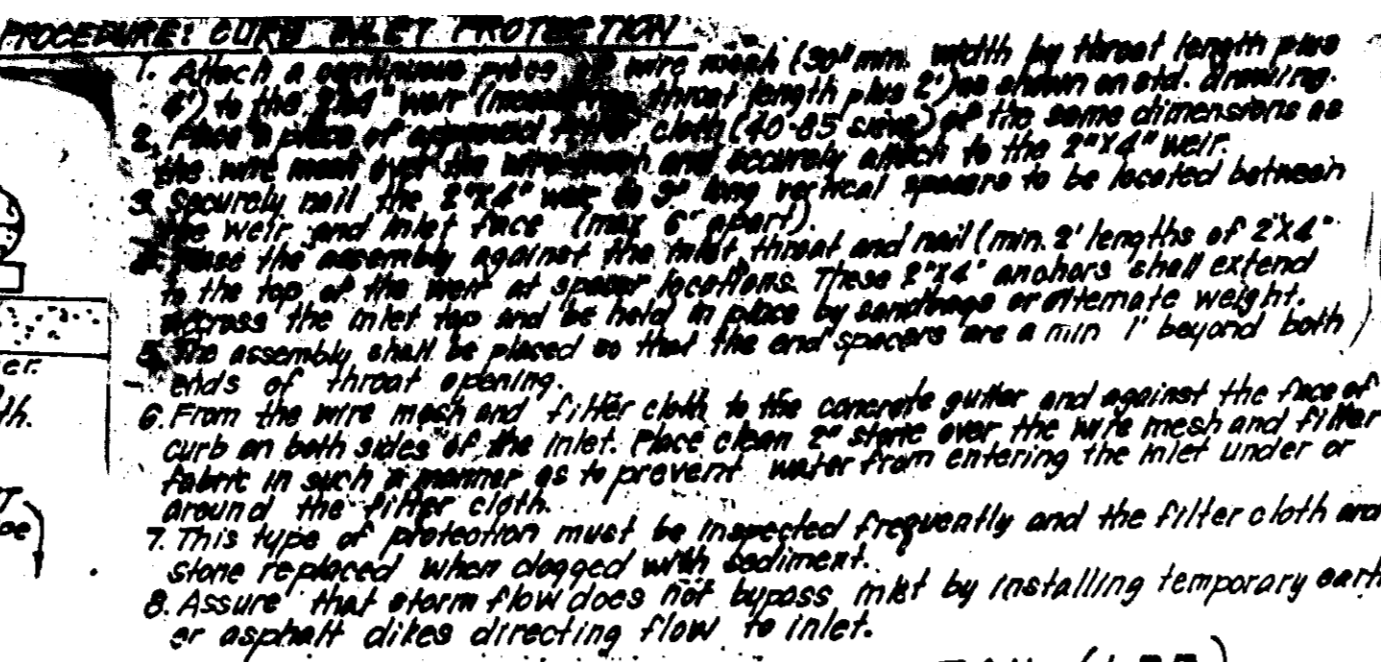 PROCEDURE: CURB INLET PROTECTION
1. Attach a continuous piece of wire mesh (30" min. width by throat length plus
4') to the 2"x4" weir (measuring throat length plus 2') as shown on std. drawing.
2. Place a piece of approved filter cloth (40-85 sieve) of the same dimensions as
the wire mesh over the wire mesh and securely attach to the 2"X4" weir.
3. Securely nail the 2"X4" weir to 9" long vertical spacers to be located between
the weir and inlet face (max 6' apart).
4. Place the assembly against the inlet throat and nail (min. 2' lengths of 2"X4"
to the top of the weir at spacer locations. These 2"X4" anchors shall extend
across the inlet top and be held in place by sandbags or alternate weight.
5. The assembly shall be placed so that the end spacers are a min 1' beyond both
ends of throat opening.
6. From the wire mesh and filter cloth to the concrete gutter and against the face of
curb on both sides of the inlet. Place clean 2" stone over the wire mesh and filter
fabric in such a manner as to prevent water from entering the inlet under or
around the filter cloth.
7. This type of protection must be inspected frequently and the filter cloth and
stone replaced when clogged with sediment.
8. Assure that storm flow does not bypass inlet by installing temporary earth
or asphalt dikes directing flow to inlet.